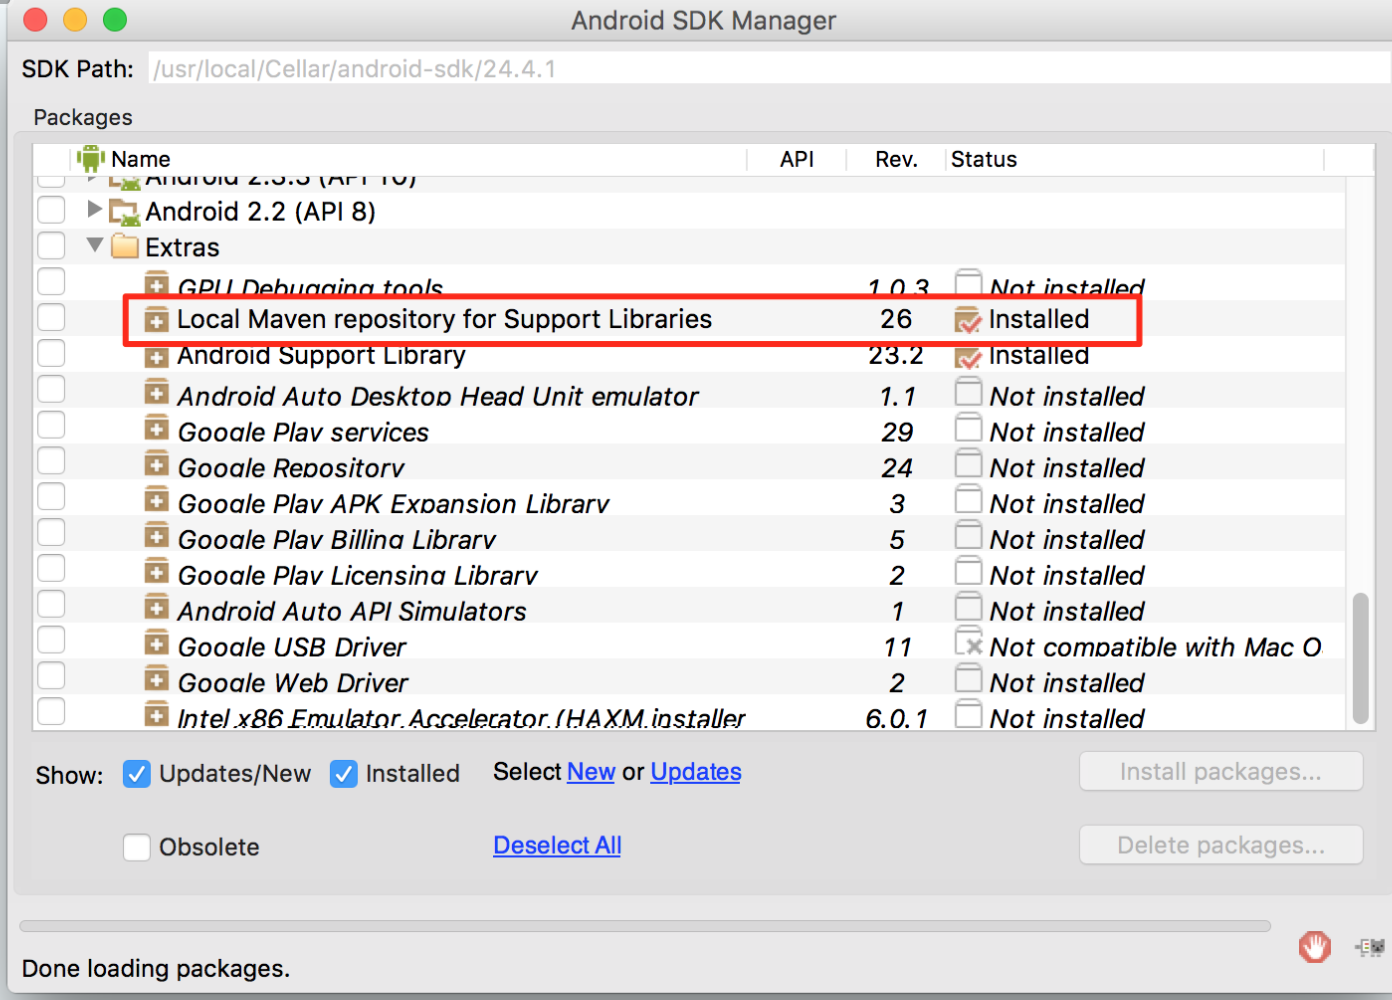 Android SDK Manager
SDK Path: /usr/local/Cellar/android-sdk/24.4.1
Packages
Name API Rev. Status
Android 2.3.3 (API 10)
Android 2.2 (API 8)
Extras
GPU Debugging tools 1.0.3 Not installed
Local Maven repository for Support Libraries 26 Installed
Android Support Library 23.2 Installed
Android Auto Desktop Head Unit emulator 1.1 Not installed
Google Play services 29 Not installed
Google Repository 24 Not installed
Google Play APK Expansion Library 3 Not installed
Google Play Billing Library 5 Not installed
Google Play Licensing Library 2 Not installed
Android Auto API Simulators 1 Not installed
Google USB Driver 11 Not compatible with Mac O
Google Web Driver 2 Not installed
Intel x86 Emulator Accelerator (HAXM installer 6.0.1 Not installed
Show: Updates/New Installed Select New or Updates Install packages...
Obsolete Deselect All Delete packages...
Done loading packages.